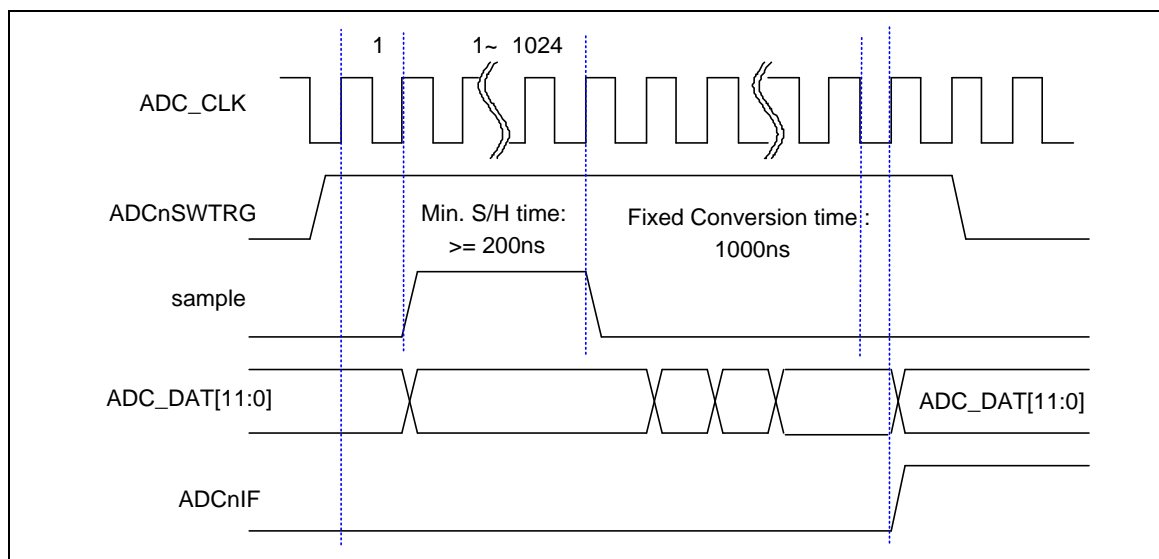 1
1~ 1024
ADC_CLK
ADCnSWTRG
Min. S/H time:
>= 200ns
Fixed Conversion time :
1000ns
sample
ADC_DAT[11:0]
ADC_DAT[11:0]
ADCnIF